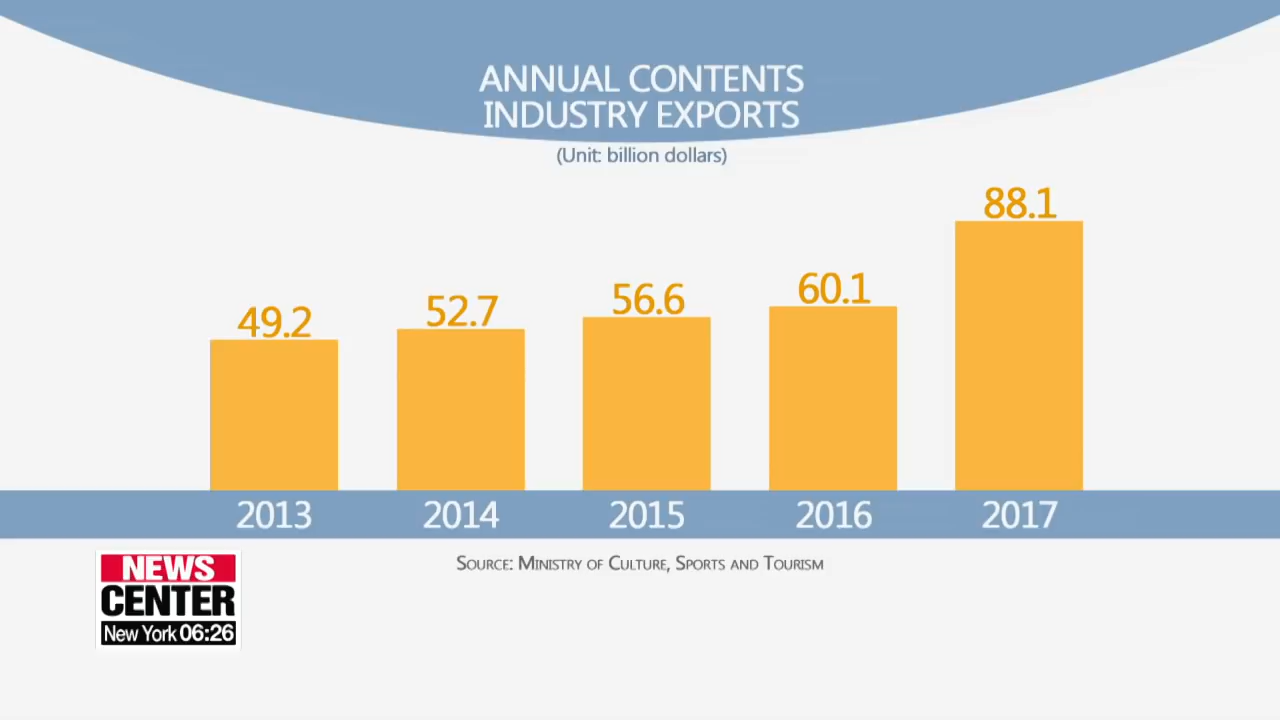 ANNUAL CONTENTS
INDUSTRY EXPORTS
(Unit: billion dollars)
49.2
52.7
56.6
60.1
88.1
2013
2014
2015
2016
2017
SOURCE: MINISTRY OF CULTURE, SPORTS AND TOURISM
NEWS
CENTER
New York 06:26